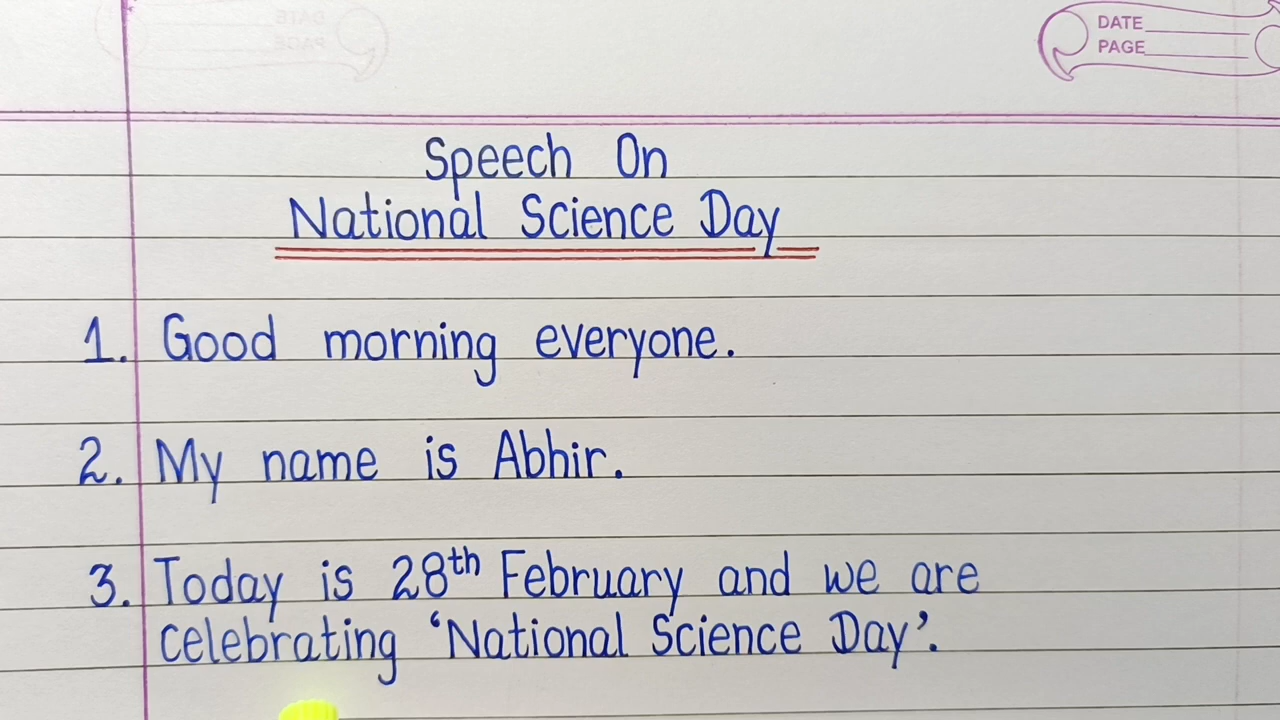 DATE
PAGE
Speech On
National Science Day
1. Good morning everyone.
2. My name is Abhir.
3. Today is 28th February and we are
celebrating ‘National Science Day’.